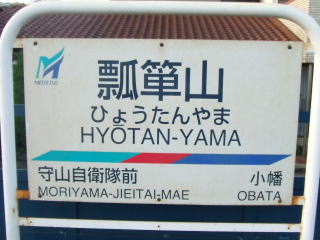 MEITETSU
瓢箪山
ひょうたんやま
HYŌTAN-YAMA
守山自衛隊前 小幡
MORIYAMA-JIEITAI-MAE OBATA